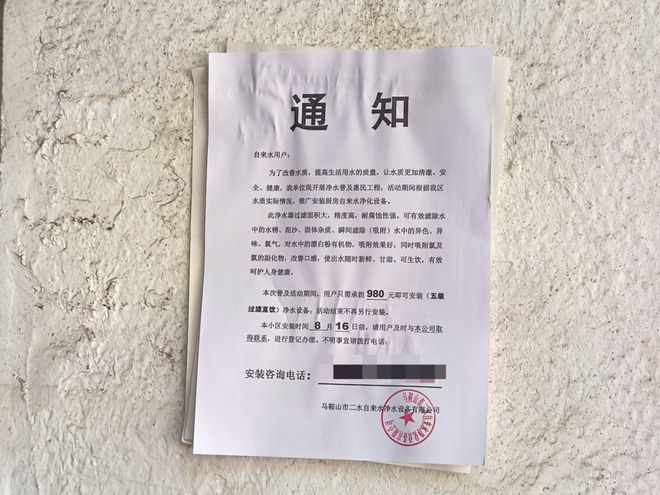 通 知
自来水用户：
为了改善水质，提高生活用水的质量，让水质更加清澈、安
全、健康，我单位现开展净水普及惠民工程，活动期间根据我区
水质实际情况，推广安装厨房自来水净化设备。
此净水器过滤面积大，精度高，耐腐蚀性强，可有效滤除水
中的水锈、泥沙、固体杂质、瞬间滤除（吸附）水中的异色、异
味、氯气，对水中的漂白粉有机物，吸附效果好，同时吸附氯及
氯的副化物，改善口感，使出水随时新鲜、甘甜、可生饮，有效
呵护人身健康。
本次普及活动期间，用户只需承担 980 元即可安装（五级
过滤直饮）净水设备；活动结束不再另行安装。
本小区安装时间 8 月 16 日前，请用户及时与本公司取
得联系，进行登记办理。不明事宜请拨打电话：
安装咨询电话：
马鞍山市二水自来水净水设备有限公司